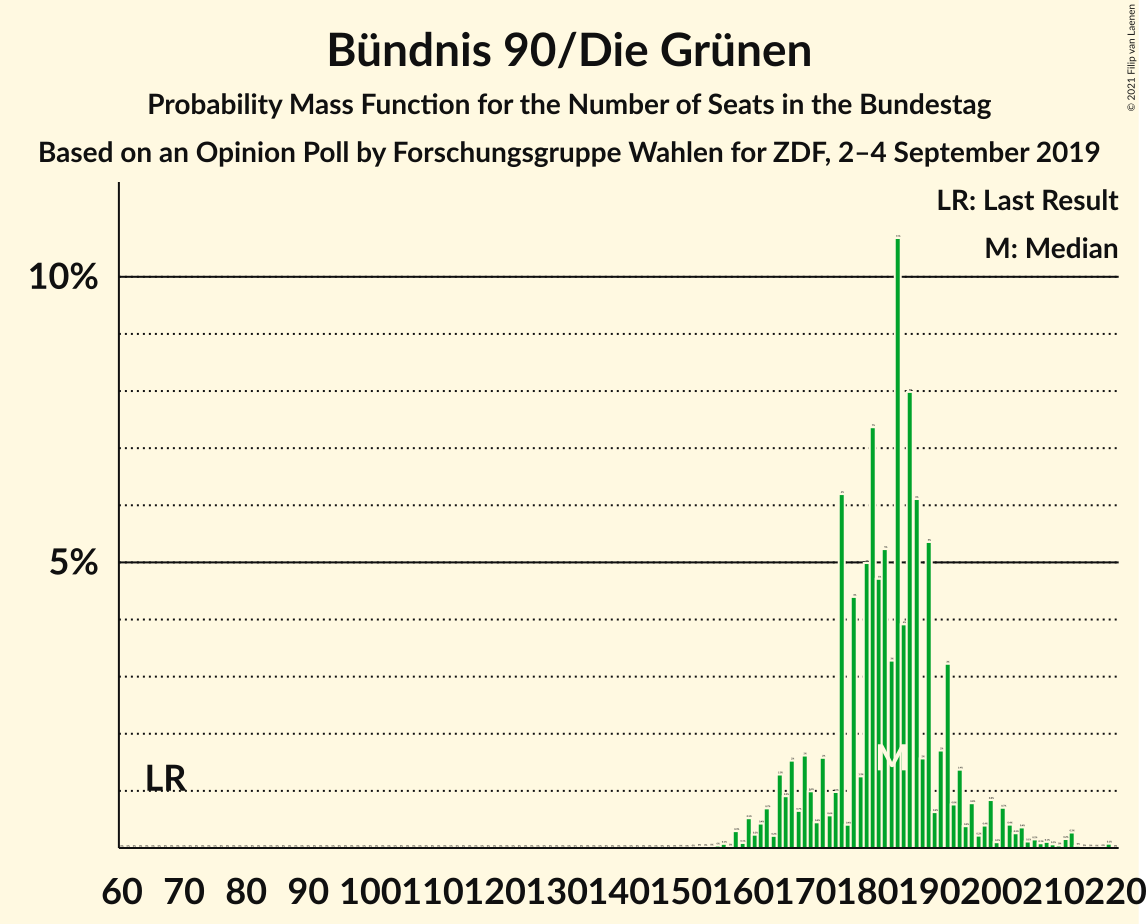 Bündnis 90/Die Grünen
Probability Mass Function for the Number of Seats in the Bundestag
Based on an Opinion Poll by Forschungsgruppe Wahlen for ZDF, 2–4 September 2019
© 2021 Filip van Laenen
LR: Last Result
M: Median
10%
5%
LR
M
60 70 80 90 100 110 120 130 140 150 160 170 180 190 200 210 220